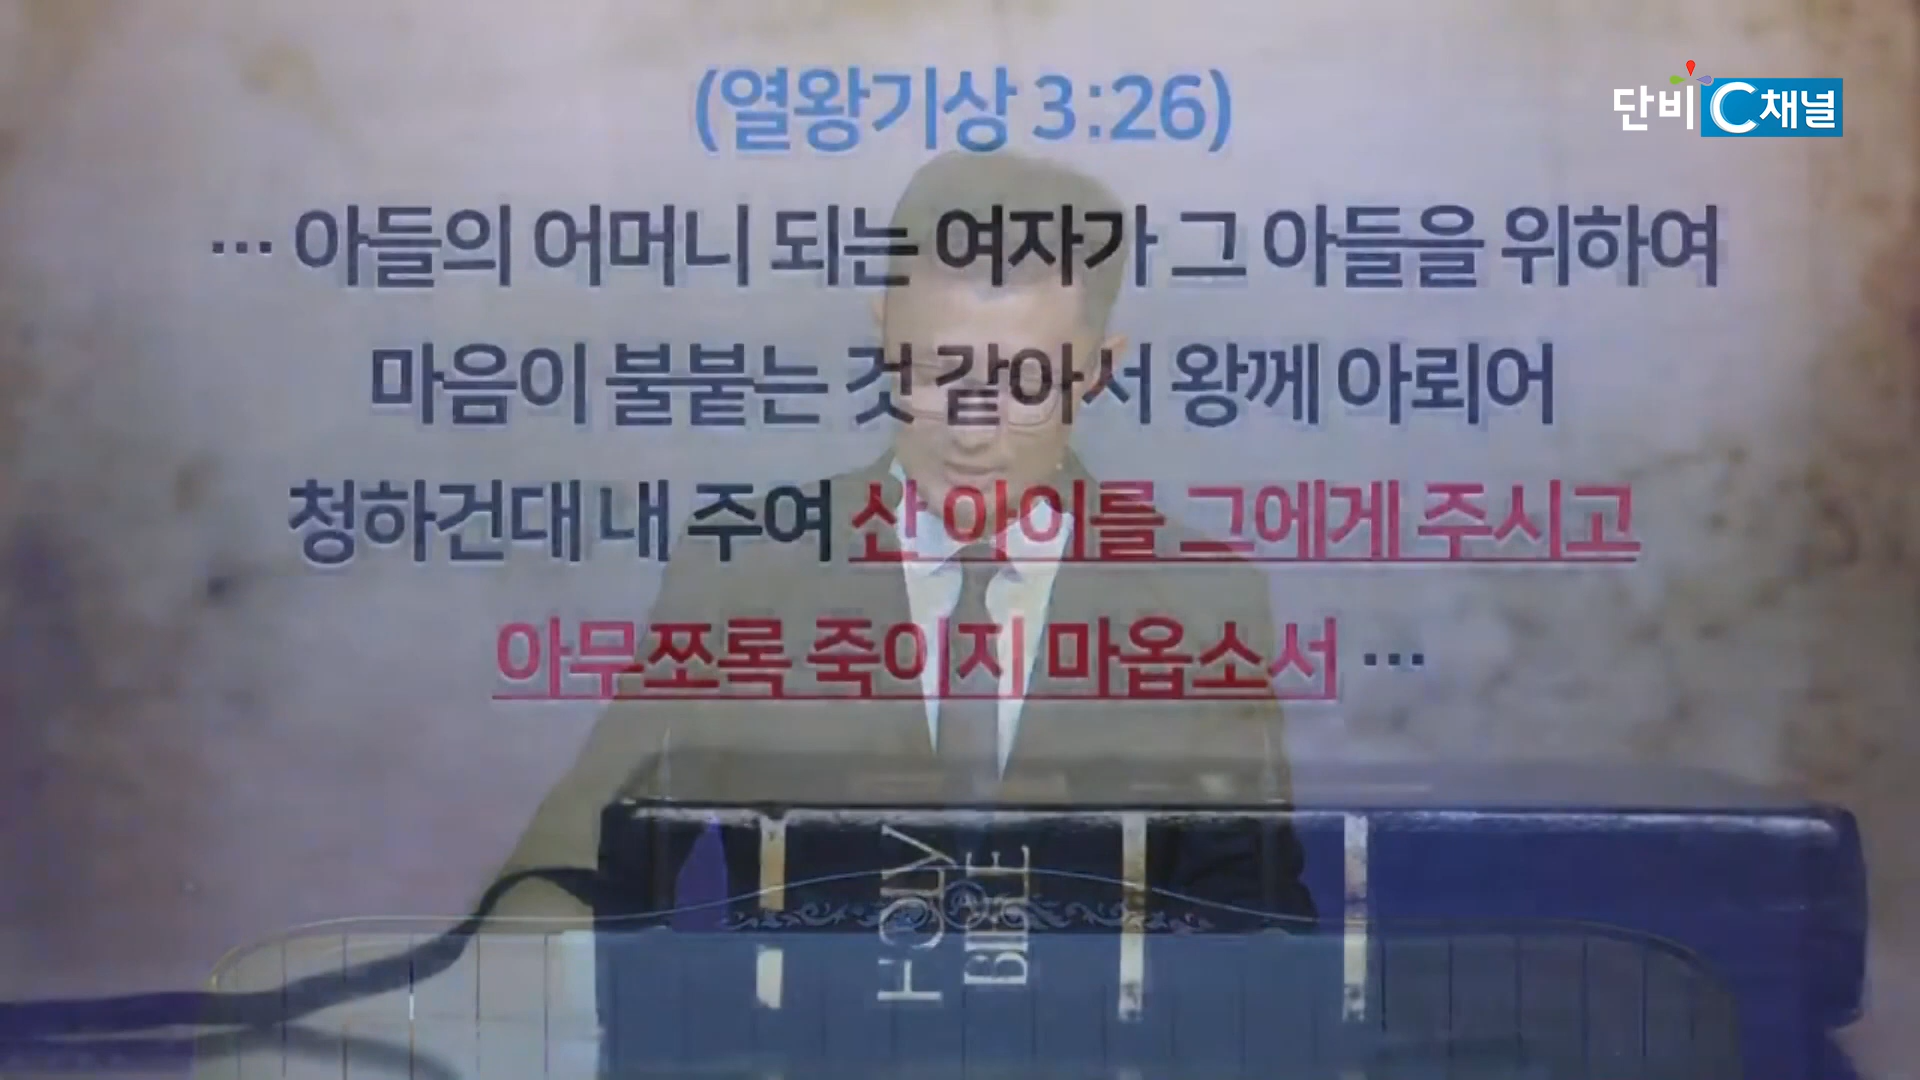 단비 C채널
(열왕기상 3:26)
… 아들의 어머니 되는 여자가 그 아들을 위하여
마음이 불붙는 것 같아서 왕께 아뢰어
청하건대 내 주여 산 아이를 그에게 주시고
아무쪼록 죽이지 마옵소서 …
HOLY
BIBLE